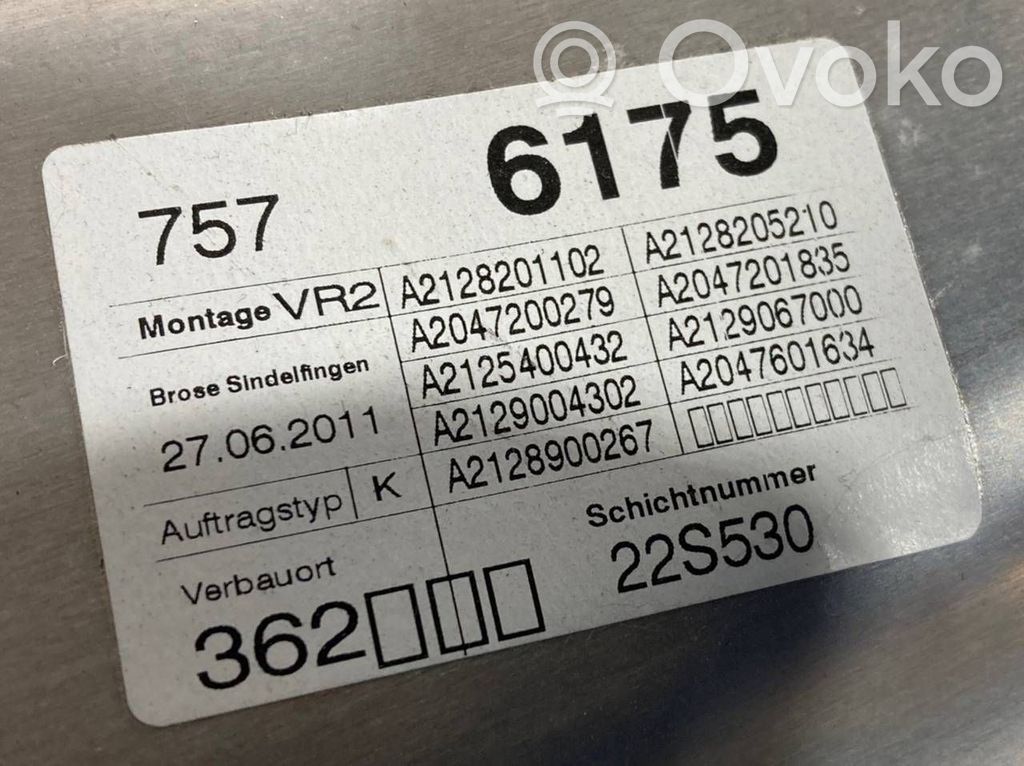 Ovoko
757 6175
Montage VR2 A2128201102 A2128205210
A2047200279 A2047201835
Brose Sindelfingen A2125400432 A2129067000
27.06.2011 A2129004302 A2047601634
Auftragstyp K A2128900267 ▯▯▯▯▯▯▯▯▯▯▯
Verbauort Schichtnummer
362▯▯▯ 22S530